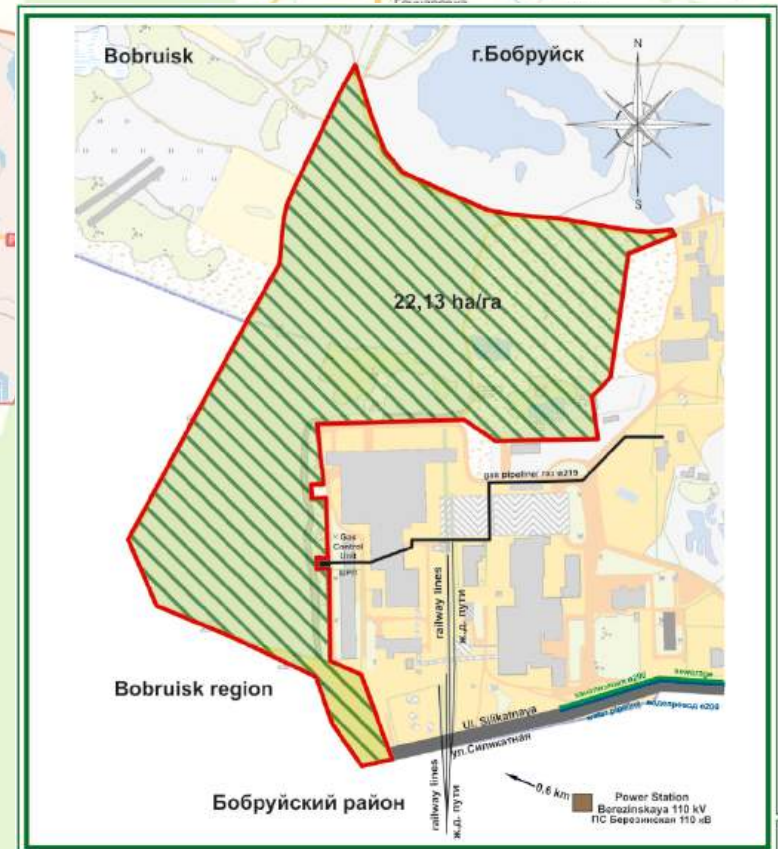 Bobruisk
г.Бобруйск
N
S
22,13 ha/га
gas pipeline/ газ ø219
Gas
Control
Unit
railway lines
ж.д. пути
Bobruisk region
канализация ø200
sewerage
water pipeline
водопровод ø200
Ul. Silikatnaya
ул.Силикатная
Бобруйский район
railway lines
ж.д. пути
0,6 km
Power Station
Berezinskaya 110 kV
ПС Березинская 110 кВ